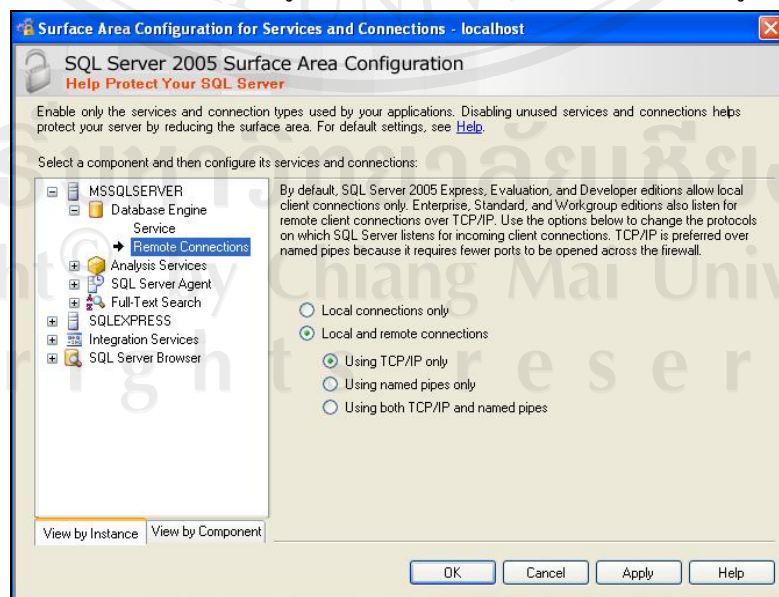 Surface Area Configuration for Services and Connections - localhost
SQL Server 2005 Surface Area Configuration
Help Protect Your SQL Server
Enable only the services and connection types used by your applications. Disabling unused services and connections helps
protect your server by reducing the surface area. For default settings, see Help.
Select a component and then configure its services and connections:
MSSQLSERVER
Database Engine
Service
Remote Connections
Analysis Services
SQL Server Agent
Full-Text Search
SQLEXPRESS
Integration Services
SQL Server Browser
View by Instance
View by Component
By default, SQL Server 2005 Express, Evaluation, and Developer editions allow local
client connections only. Enterprise, Standard, and Workgroup editions also listen for
remote client connections over TCP/IP. Use the options below to change the protocols
on which SQL Server listens for incoming client connections. TCP/IP is preferred over
named pipes because it requires fewer ports to be opened across the firewall.
Local connections only
Local and remote connections
Using TCP/IP only
Using named pipes only
Using both TCP/IP and named pipes
OK
Cancel
Apply
Help
Chiang Mai Univ
rights reser